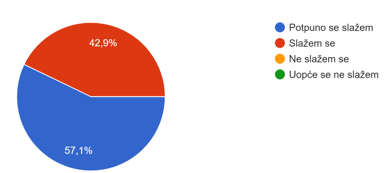 42,9%
57,1%
Potpuno se slažem
Slažem se
Ne slažem se
Uopće se ne slažem